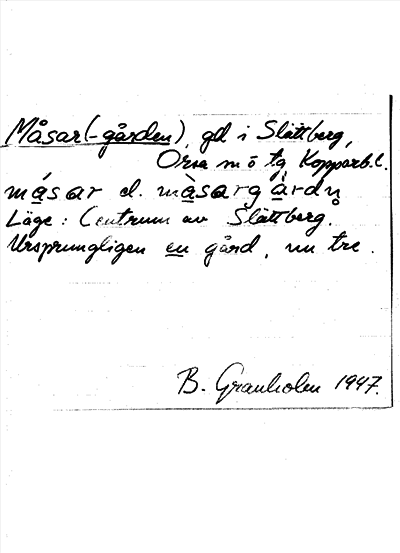 Måsar (-gården), gd i Slättberg,
Orsa sn o tg Kopparb. l.
måsar el. måsargårdn̥
Läge: Centrum av Slättberg.
Ursprungligen en gård, nu tre.
B. Granholm 1947.